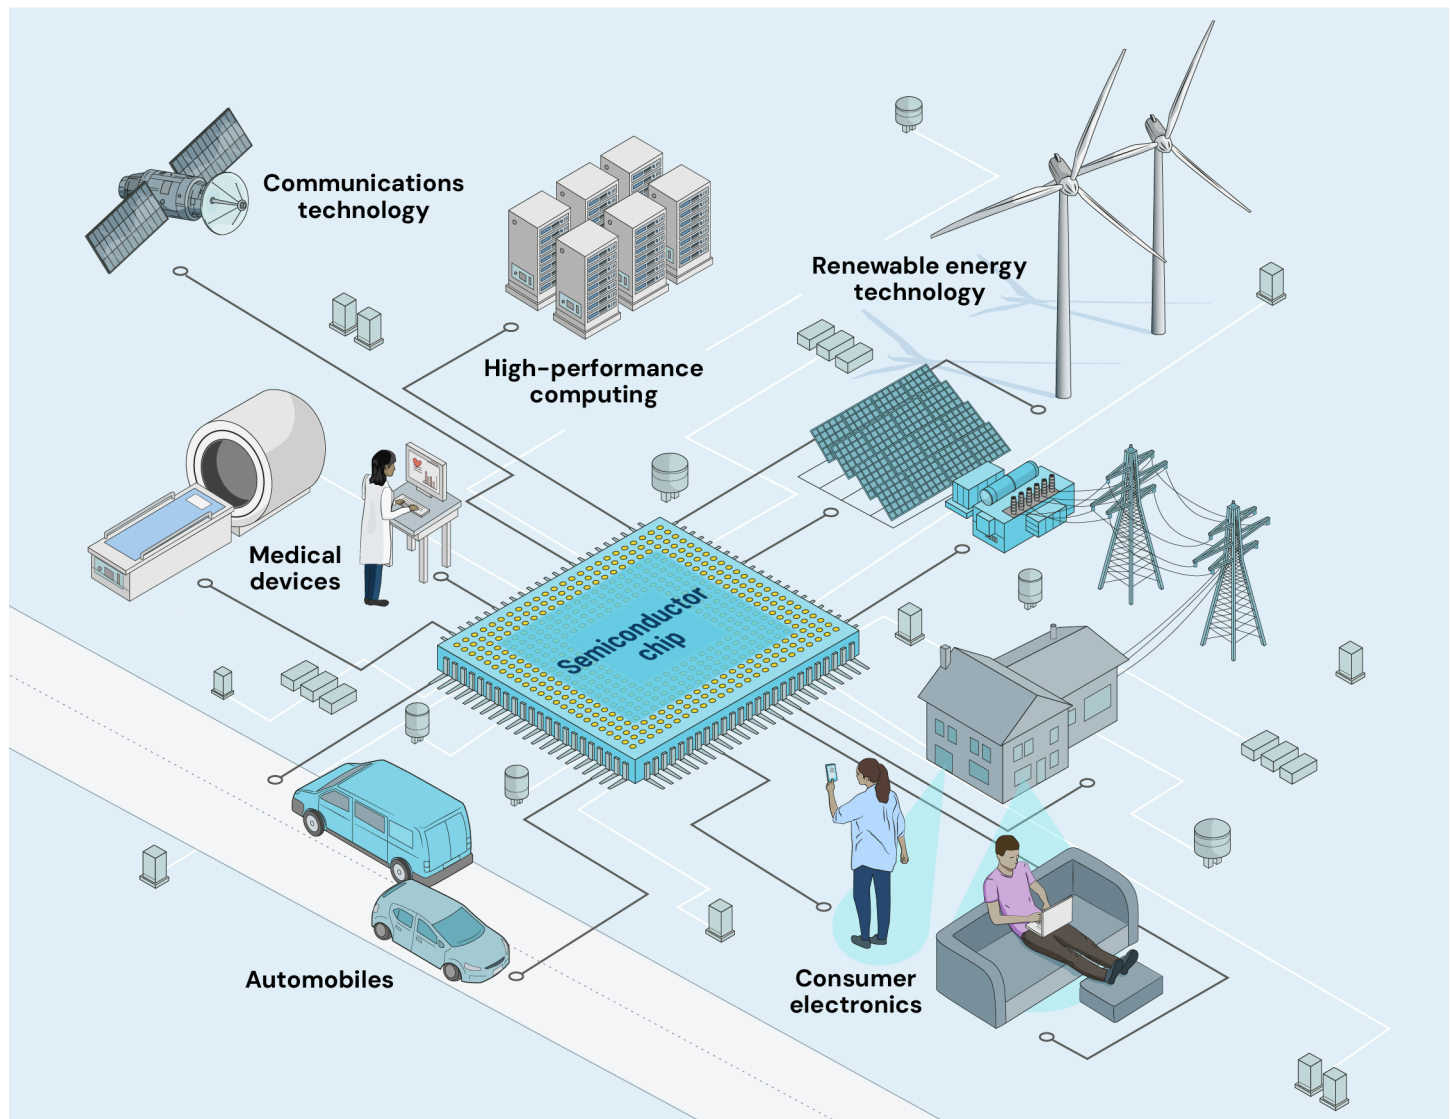 Communications
technology
High-performance
computing
Renewable energy
technology
Medical
devices
Semiconductor
chip
Automobiles
Consumer
electronics